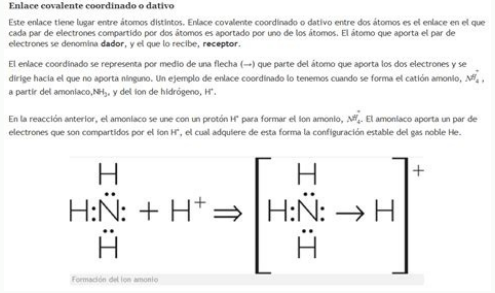 Enlace covalente coordinado o dativo
Este enlace tiene lugar entre átomos distintos. Enlace covalente coordinado o dativo entre dos átomos es el enlace en el que
cada par de electrones compartido por dos átomos es aportado por uno de los átomos. El átomo que aporta el par de
electrones se denomina dador, y el que lo recibe, receptor.
El enlace coordinado se representa por medio de una flecha (→) que parte del átomo que aporta los dos electrones y se
dirige hacia el que no aporta ninguno. Un ejemplo de enlace coordinado lo tenemos cuando se forma el catión amonio, NH₄⁺,
a partir del amoniaco,NH₃, y del ion de hidrógeno, H⁺.
En la reacción anterior, el amoniaco se une con un protón H⁺ para formar el ion amonio, NH₄⁺. El amoniaco aporta un par de
electrones que son compartidos por el ion H⁺, el cual adquiere de esta forma la configuración estable del gas noble He.
H H +
H:N̈: + H⁺ ⇒ [ H:N̈: → H ]
H H
Formación del ion amonio